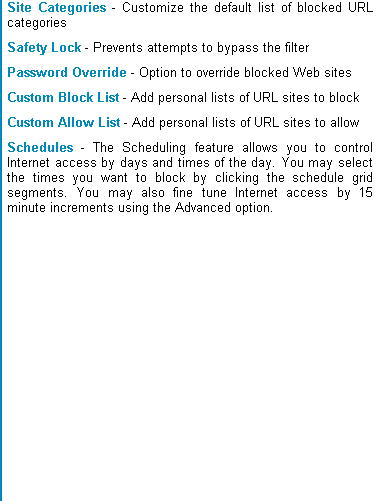 Site Categories - Customize the default list of blocked URL
categories
Safety Lock - Prevents attempts to bypass the filter
Password Override - Option to override blocked Web sites
Custom Block List - Add personal lists of URL sites to block
Custom Allow List - Add personal lists of URL sites to allow
Schedules - The Scheduling feature allows you to control
Internet access by days and times of the day. You may select
the times you want to block by clicking the schedule grid
segments. You may also fine tune Internet access by 15
minute increments using the Advanced option.